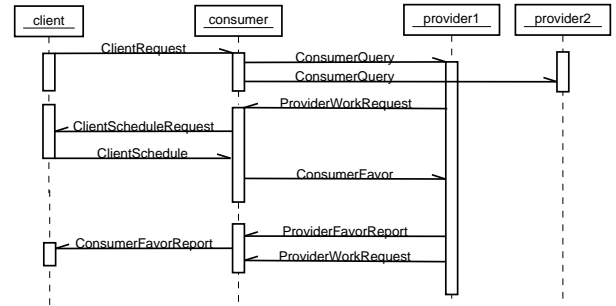 client consumer provider1 provider2
ClientRequest
ConsumerQuery
ConsumerQuery
ProviderWorkRequest
ClientScheduleRequest
ClientSchedule
ConsumerFavor
ProviderFavorReport
ConsumerFavorReport
ProviderWorkRequest